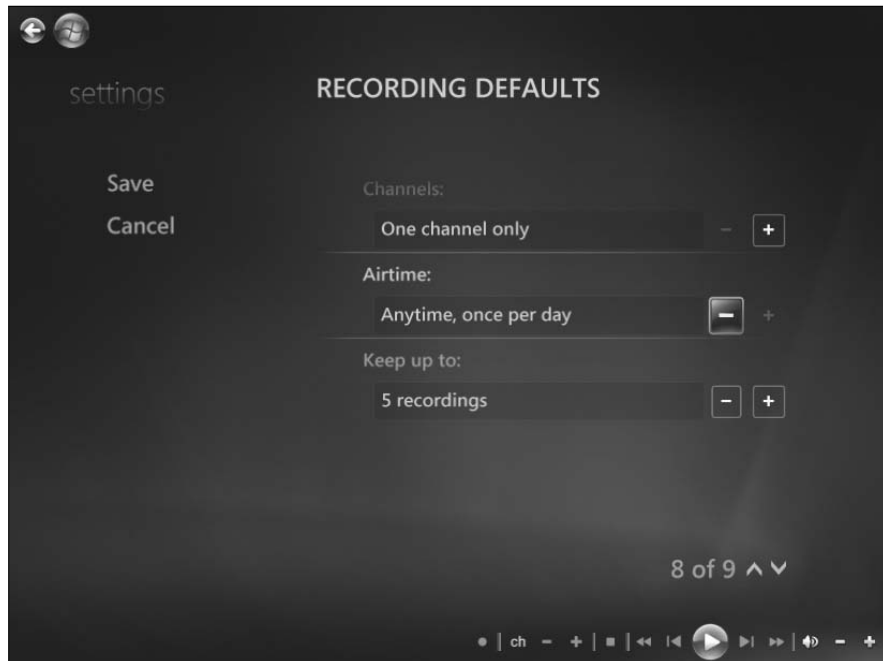 settings
RECORDING DEFAULTS
Save
Cancel
Channels:
One channel only - +
Airtime:
Anytime, once per day - +
Keep up to:
5 recordings - +
8 of 9
ch - +
- +